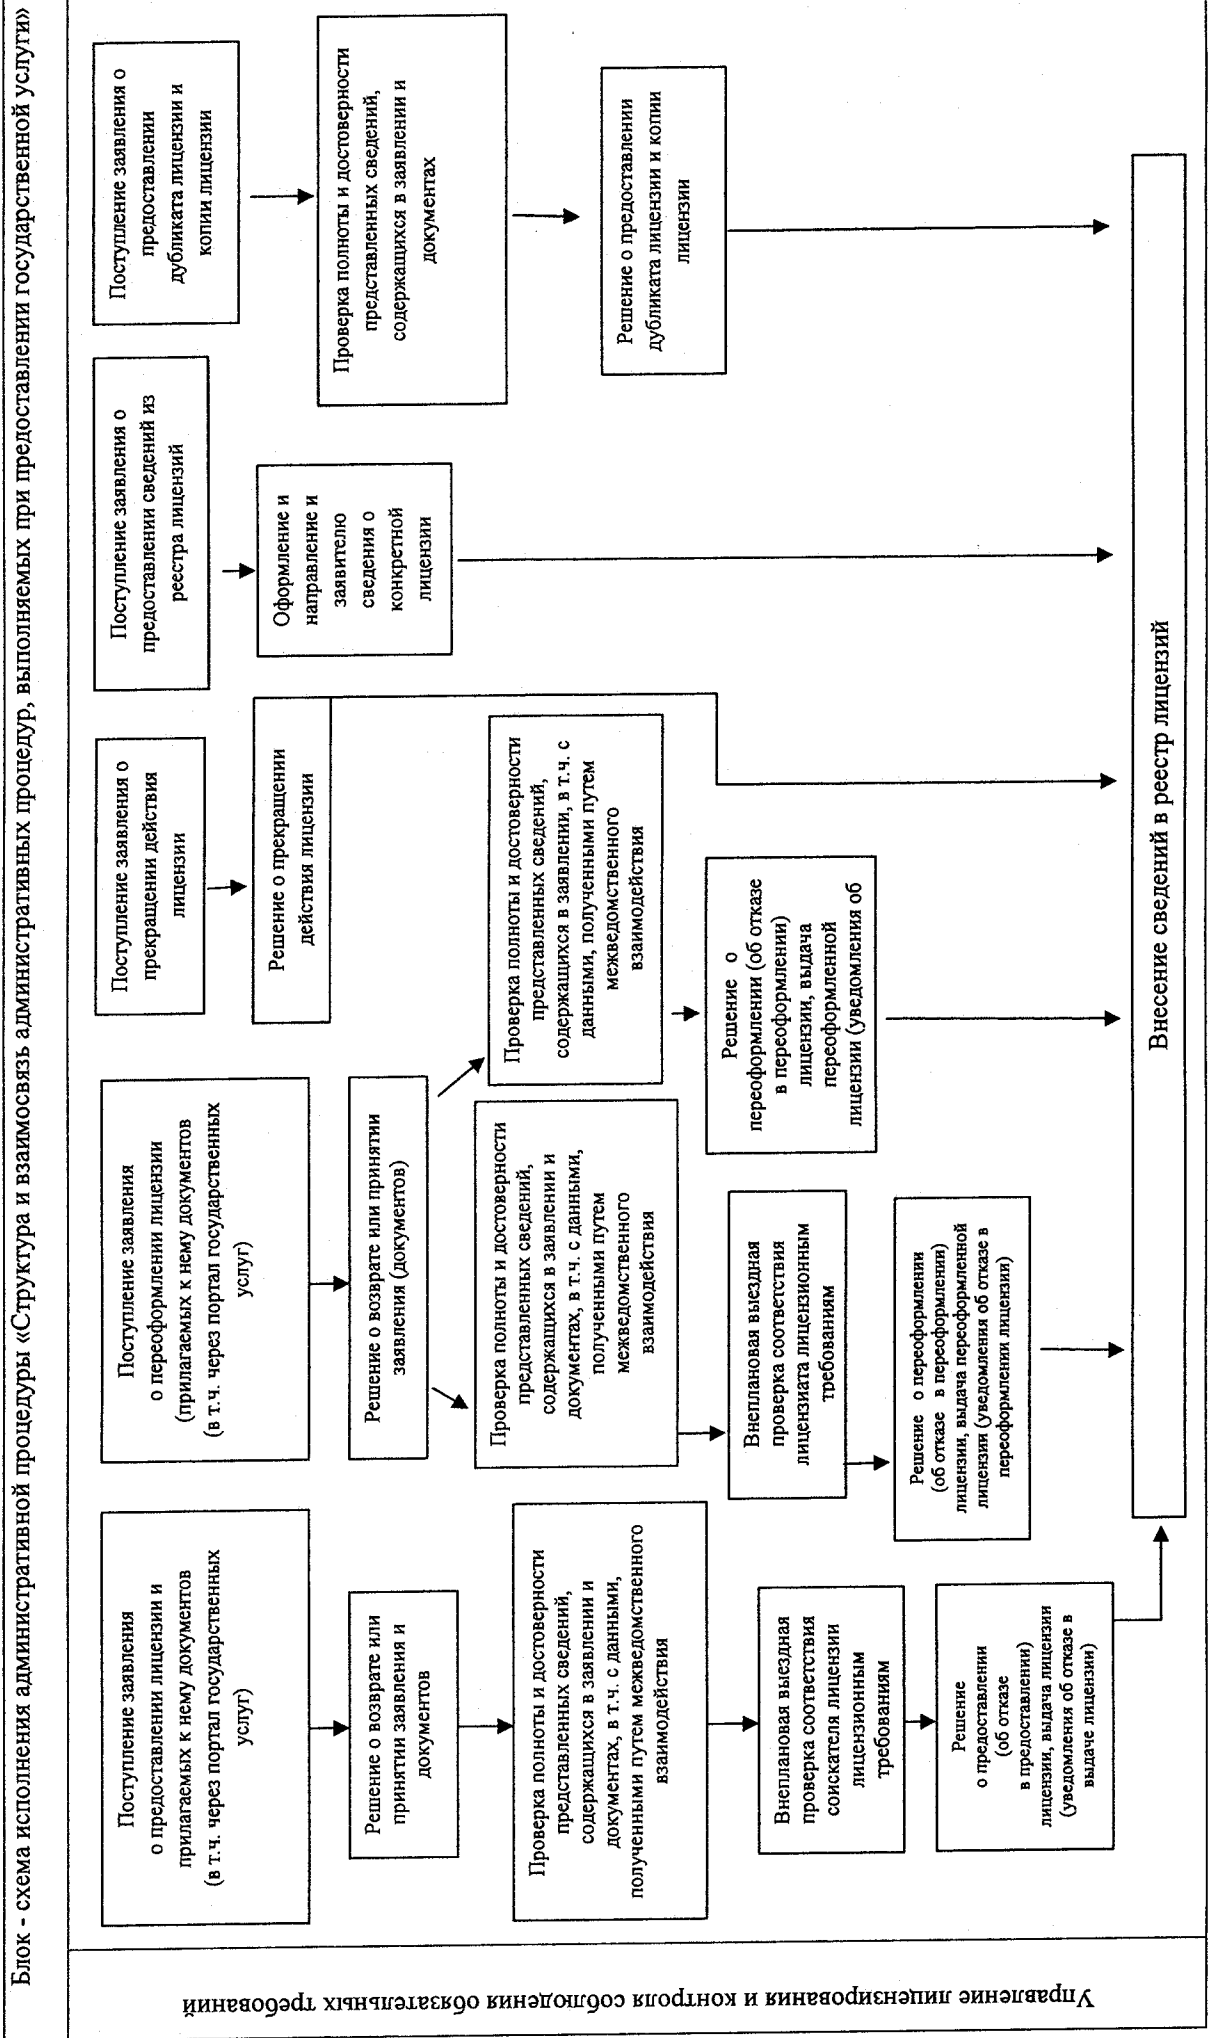 Блок - схема исполнения административной процедуры «Структура и взаимосвязь административных процедур, выполняемых при предоставлении государственной услуги»
Управление лицензирования и контроля соблюдения обязательных требований
Поступление заявления
о предоставлении лицензии и
прилагаемых к нему документов
(в т.ч. через портал государственных
услуг)
Решение о возврате или
принятии заявления и
документов
Проверка полноты и достоверности
представленных сведений,
содержащихся в заявлении и
документах, в т.ч. с данными,
полученными путем межведомственного
взаимодействия
Внеплановая выездная
проверка соответствия
соискателя лицензии
лицензионным
требованиям
Решение
о предоставлении
(об отказе
в предоставлении)
лицензии, выдача лицензии
(уведомления об отказе в
выдаче лицензии)
Поступление заявления
о переоформлении лицензии
(прилагаемых к нему документов
(в т.ч. через портал государственных
услуг)
Решение о возврате или принятии
заявления (документов)
Проверка полноты и достоверности
представленных сведений,
содержащихся в заявлении и
документах, в т.ч. с данными,
полученными путем
межведомственного
взаимодействия
Внеплановая выездная
проверка соответствия
лицензиата лицензионным
требованиям
Решение о переоформлении
(об отказе в переоформлении)
лицензии, выдача переоформленной
лицензии (уведомления об отказе в
переоформлении лицензии)
Проверка полноты и достоверности
представленных сведений,
содержащихся в заявлении, в т.ч. с
данными, полученными путем
межведомственного
взаимодействия
Решение о
переоформлении (об отказе
в переоформлении)
лицензии, выдача
переоформленной
лицензии (уведомления об
Поступление заявления о
прекращении действия
лицензии
Решение о прекращении
действия лицензии
Поступление заявления о
предоставлении сведений из
реестра лицензий
Оформление и
направление и
заявителю
сведения о
конкретной
лицензии
Поступление заявления о
предоставлении
дубликата лицензии и
копии лицензии
Проверка полноты и достоверности
представленных сведений,
содержащихся в заявлении и
документах
Решение о предоставлении
дубликата лицензии и копии
лицензии
Внесение сведений в реестр лицензий